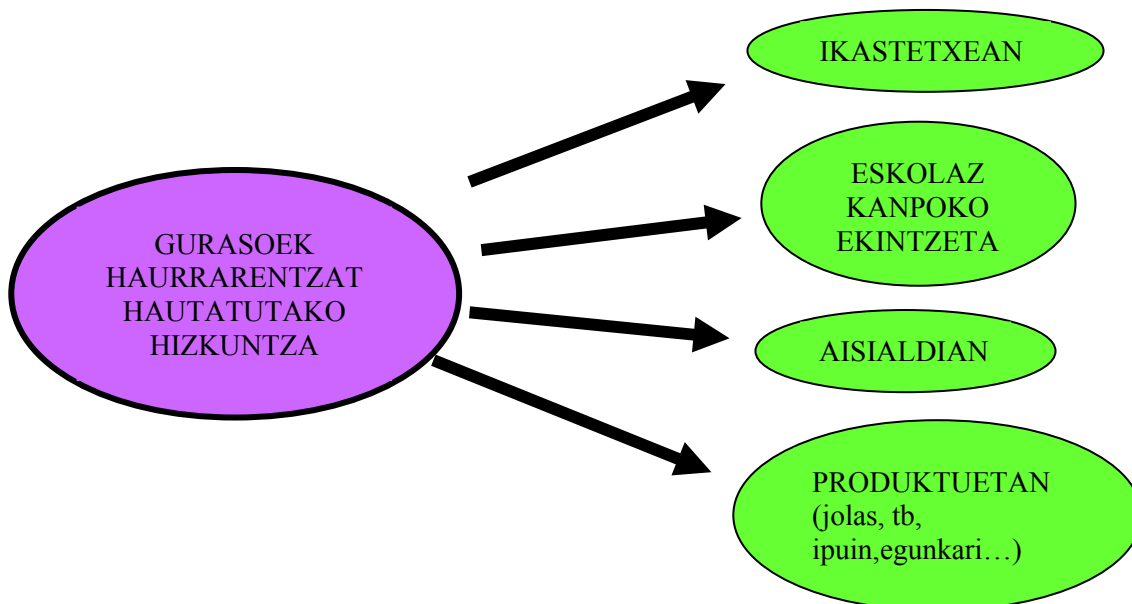 GURASOEK
HAURRARENTZAT
HAUTATUTAKO
HIZKUNTZA
IKASTETXEAN
ESKOLAZ
KANPOKO
EKINTZETA
AISIALDIAN
PRODUKTUETAN
(jolas, tb,
ipuin,egunkari…)